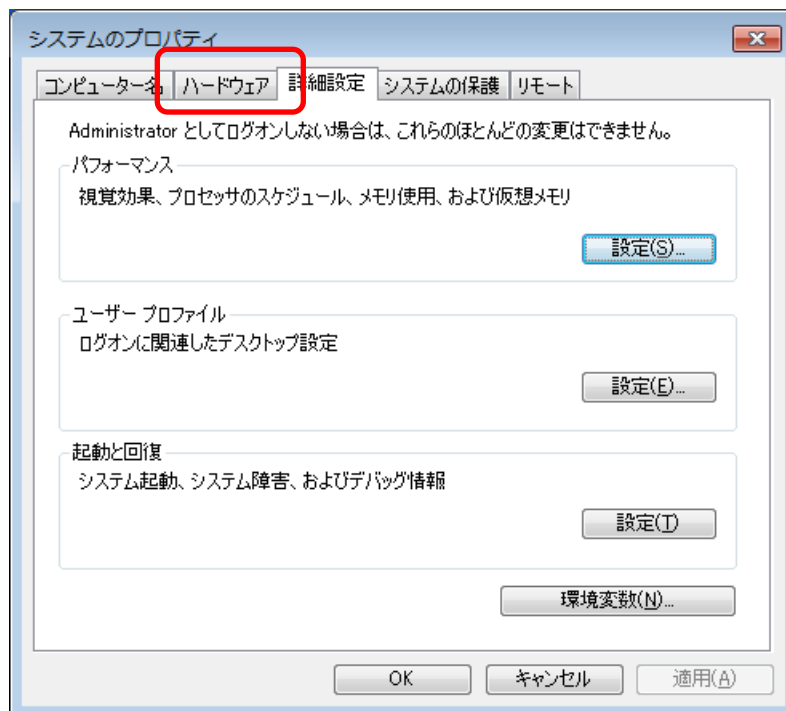 システムのプロパティ
コンピューター名 ハードウェア 詳細設定 システムの保護 リモート
Administrator としてログオンしない場合は、これらのほとんどの変更はできません。
パフォーマンス
視覚効果、プロセッサのスケジュール、メモリ使用、および仮想メモリ
設定(S)...
ユーザー プロファイル
ログオンに関連したデスクトップ設定
設定(E)...
起動と回復
システム起動、システム障害、およびデバッグ情報
設定(T)
環境変数(N)...
OK キャンセル 適用(A)